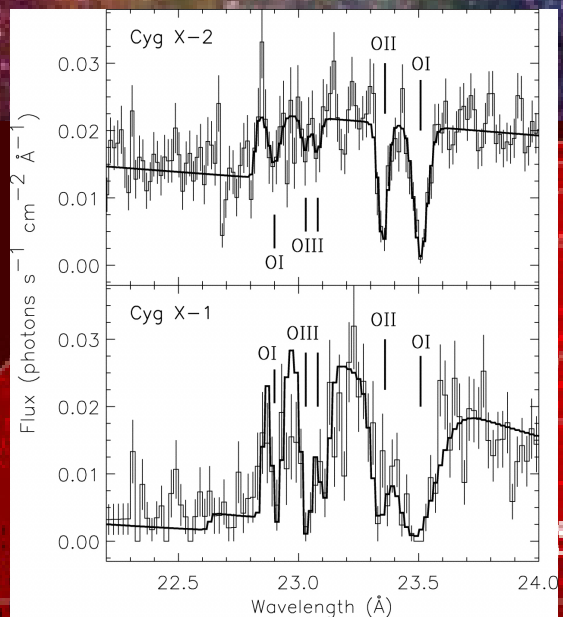 Cyg X-2
OII
OI
0.03
0.02
0.01
0.00
OI
OIII
Flux (photons s⁻¹ cm⁻² Å⁻¹)
Cyg X-1
OI
OIII
OII
OI
0.03
0.02
0.01
0.00
22.5 23.0 23.5 24.0
Wavelength (Å)